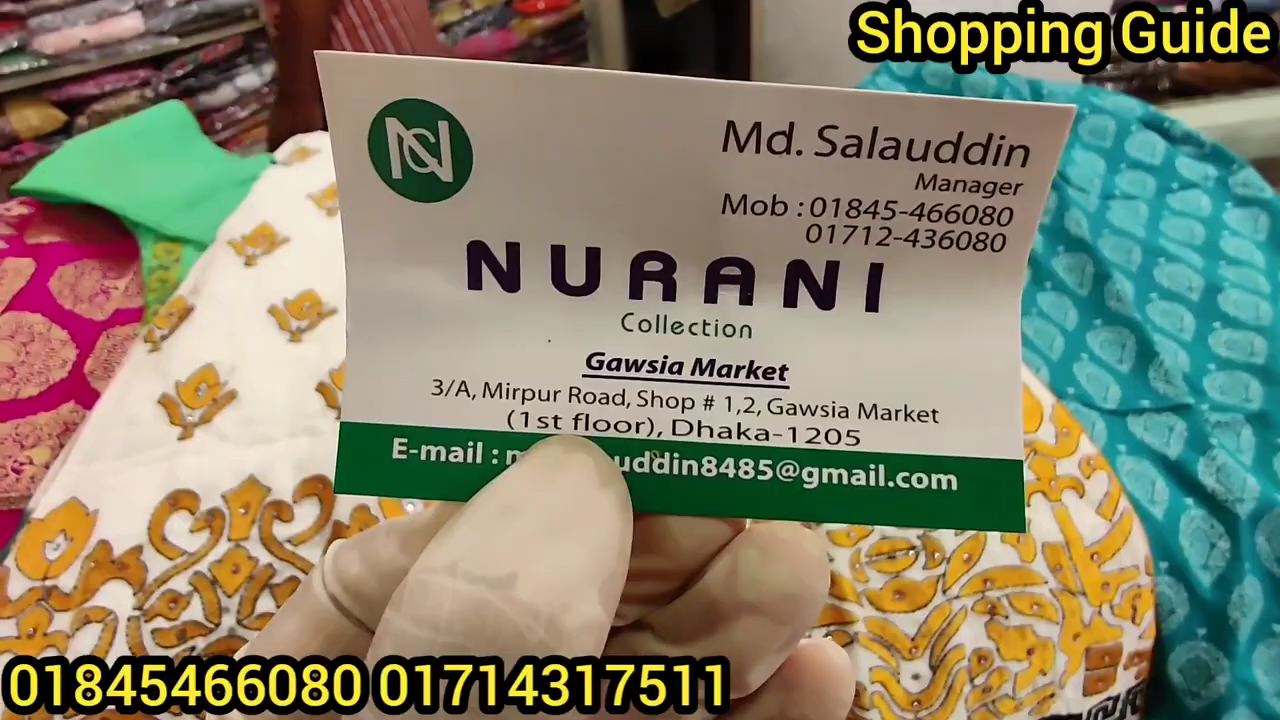 Shopping Guide
NC
Md. Salauddin
Manager
Mob : 01845-466080
01712-436080
NURANI
Collection
Gawsia Market
3/A, Mirpur Road, Shop # 1,2, Gawsia Market
(1st floor), Dhaka-1205
E-mail : uddin8485@gmail.com
01845466080 01714317511